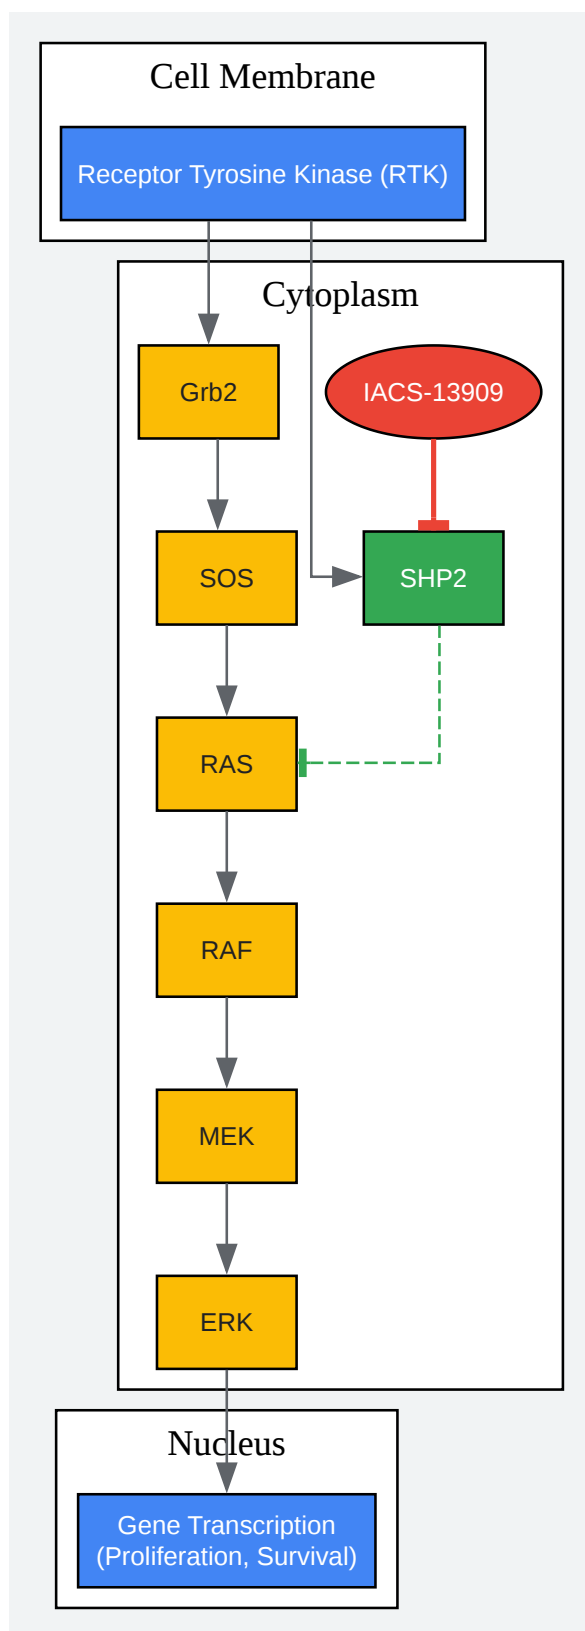 Cell Membrane
Receptor Tyrosine Kinase (RTK)
Cytoplasm
Grb2
IACS-13909
SOS
SHP2
RAS
RAF
MEK
ERK
Nucleus
Gene Transcription
(Proliferation, Survival)